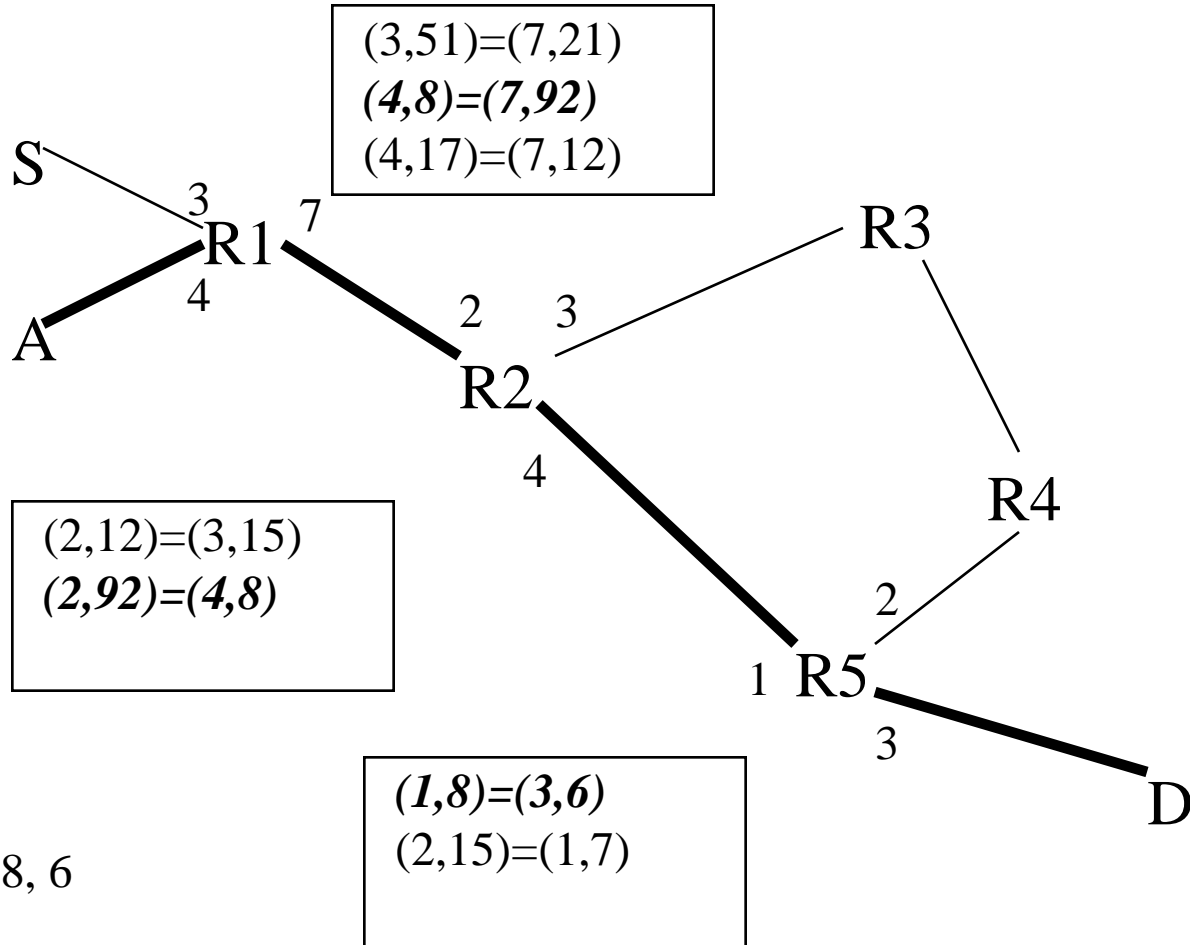 (3,51)=(7,21)
(4,8)=(7,92)
(4,17)=(7,12)
S
3
7
R1
R3
4
A
2
3
R2
4
R4
(2,12)=(3,15)
(2,92)=(4,8)
2
1
R5
3
D
(1,8)=(3,6)
(2,15)=(1,7)
8, 6